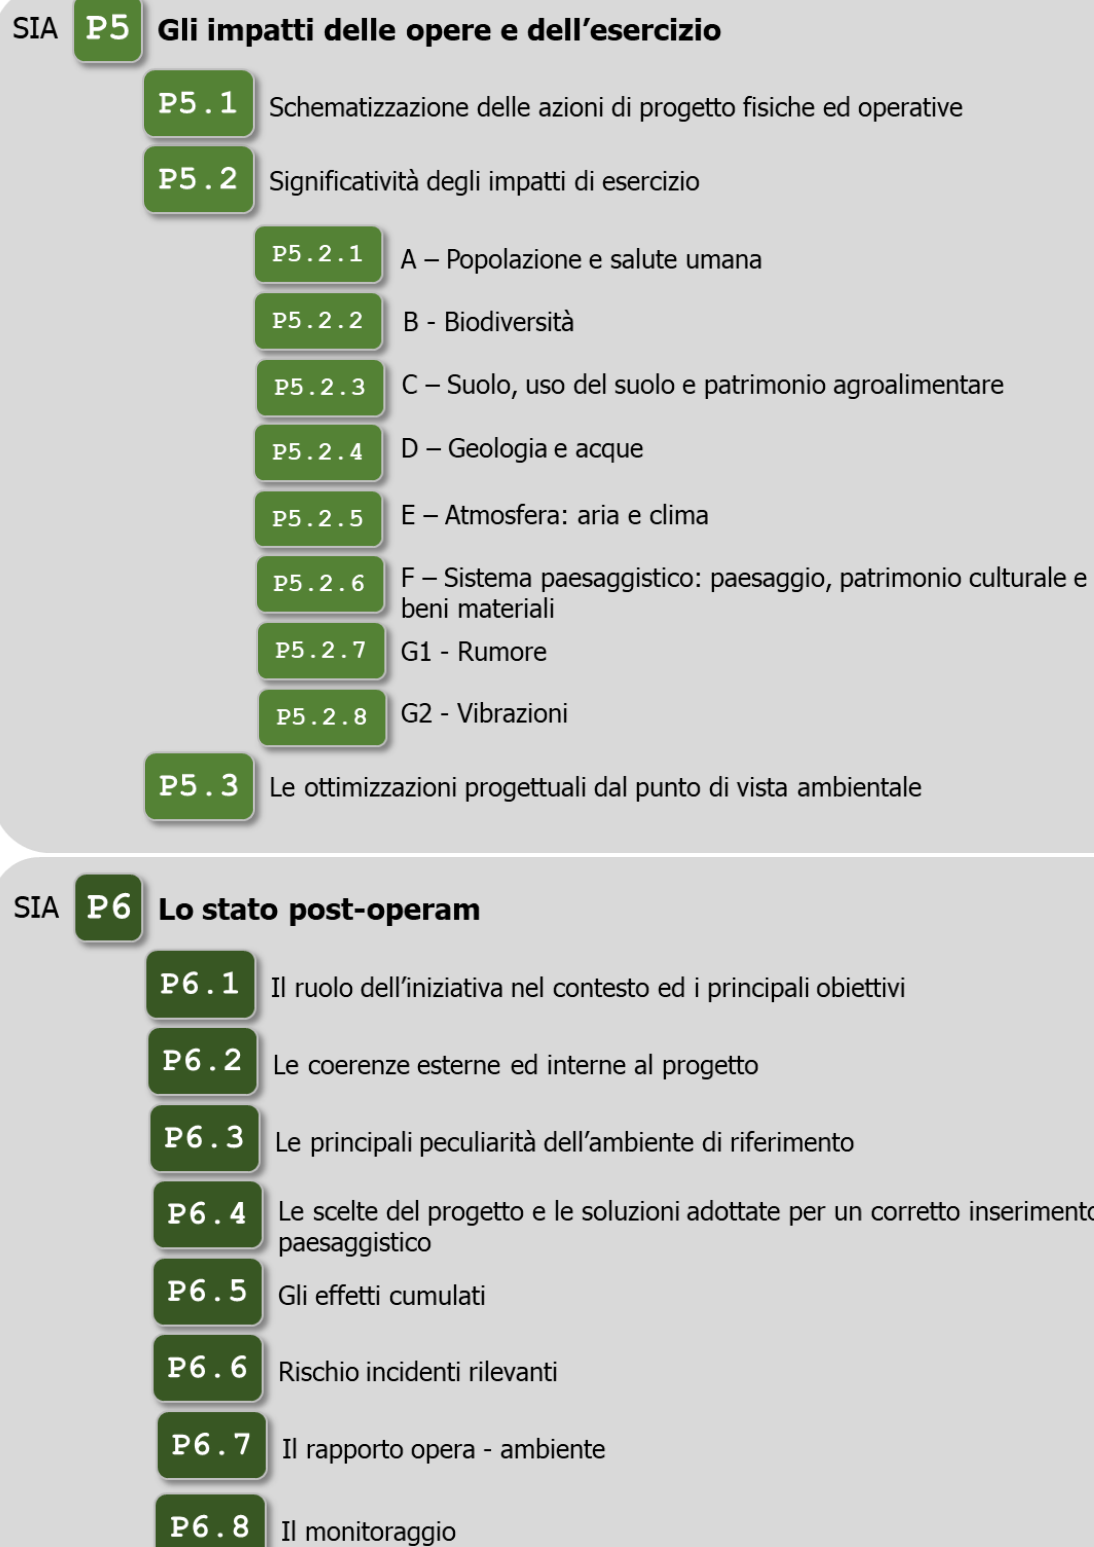 SIA P5 Gli impatti delle opere e dell’esercizio
P5.1 Schematizzazione delle azioni di progetto fisiche ed operative
P5.2 Significatività degli impatti di esercizio
P5.2.1 A – Popolazione e salute umana
P5.2.2 B - Biodiversità
P5.2.3 C – Suolo, uso del suolo e patrimonio agroalimentare
P5.2.4 D – Geologia e acque
P5.2.5 E – Atmosfera: aria e clima
P5.2.6 F – Sistema paesaggistico: paesaggio, patrimonio culturale e
beni materiali
P5.2.7 G1 - Rumore
P5.2.8 G2 - Vibrazioni
P5.3 Le ottimizzazioni progettuali dal punto di vista ambientale
SIA P6 Lo stato post-operam
P6.1 Il ruolo dell’iniziativa nel contesto ed i principali obiettivi
P6.2 Le coerenze esterne ed interne al progetto
P6.3 Le principali peculiarità dell’ambiente di riferimento
P6.4 Le scelte del progetto e le soluzioni adottate per un corretto inserimento
paesaggistico
P6.5 Gli effetti cumulati
P6.6 Rischio incidenti rilevanti
P6.7 Il rapporto opera - ambiente
P6.8 Il monitoraggio